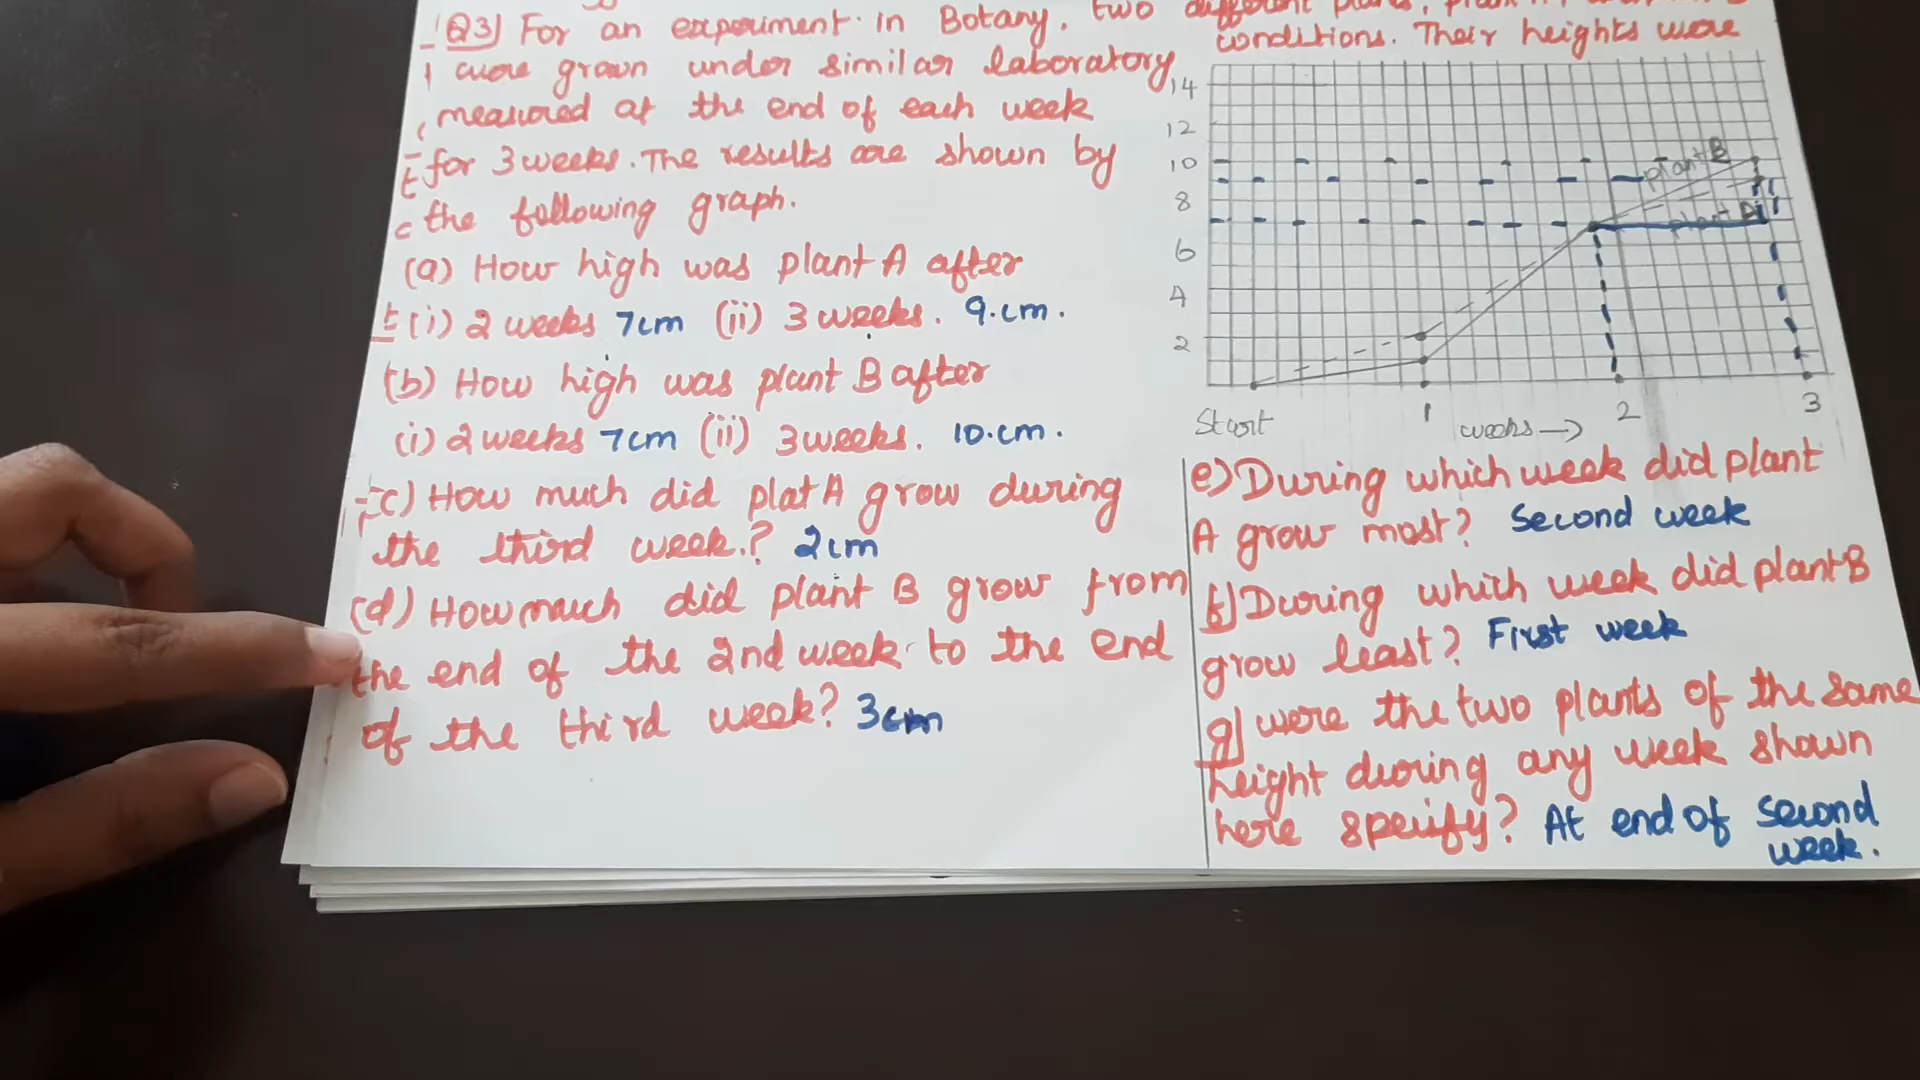 Q3) For an experiment in Botany, two different plants, plant
were grown under similar laboratory conditions. Their heights were
measured at the end of each week
for 3 weeks. The results are shown by
the following graph.
(a) How high was plant A after
(i) 2 weeks 7cm (ii) 3 weeks. 9.cm.
(b) How high was plant B after
(i) 2 weeks 7cm (ii) 3 weeks. 10.cm.
c) How much did plat A grow during
the third week.? 2cm
(d) How much did plant B grow from
the end of the 2nd week to the end
of the third week? 3cm
14
12
10
8
6
4
2
plant B
plant A
Start 1 weeks → 2 3
e) During which week did plant
A grow most? Second week
f) During which week did plant B
grow least? First week
g) were the two plants of the same
height during any week shown
here specify? At end of second
week.